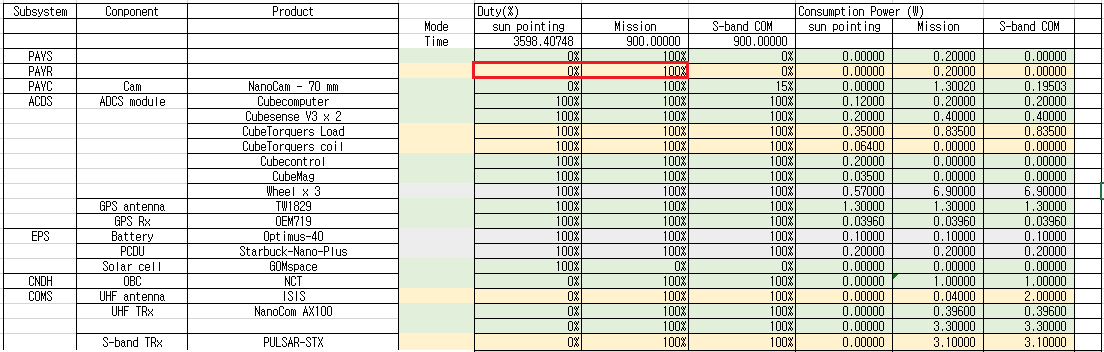 Subsystem Conponent Product Duty(%) Consumption Power (W)
Mode sun pointing Mission S-band COM sun pointing Mission S-band COM
Time 3598.40748 900.00000 900.00000
PAYS 0% 100% 0% 0.00000 0.20000 0.00000
PAYR 0% 100% 0% 0.00000 0.20000 0.00000
PAYC Cam NanoCam - 70 mm 0% 100% 15% 0.00000 1.30020 0.19503
ACDS ADCS module Cubecomputer 100% 100% 100% 0.12000 0.20000 0.20000
Cubesense V3 x 2 100% 100% 100% 0.20000 0.40000 0.40000
CubeTorquers Load 100% 100% 100% 0.35000 0.83500 0.83500
CubeTorquers coil 100% 100% 100% 0.06400 0.00000 0.00000
Cubecontrol 100% 100% 100% 0.20000 0.00000 0.00000
CubeMag 100% 100% 100% 0.03500 0.00000 0.00000
Wheel x 3 100% 100% 100% 0.57000 6.90000 6.90000
GPS antenna TW1829 100% 100% 100% 1.30000 1.30000 1.30000
GPS Rx OEM719 100% 100% 100% 0.03960 0.03960 0.03960
EPS Battery Optimus-40 100% 100% 100% 0.10000 0.10000 0.10000
PCDU Starbuck-Nano-Plus 100% 100% 100% 0.20000 0.20000 0.20000
Solar cell GOMspace 100% 0% 0% 0.00000 0.00000 0.00000
CNDH OBC NCT 0% 100% 100% 0.00000 1.00000 1.00000
COMS UHF antenna ISIS 0% 100% 100% 0.00000 0.04000 2.00000
UHF TRx NanoCom AX100 0% 100% 100% 0.00000 0.39600 0.39600
0% 100% 100% 0.00000 3.30000 3.30000
S-band TRx PULSAR-STX 0% 100% 100% 0.00000 3.10000 3.10000